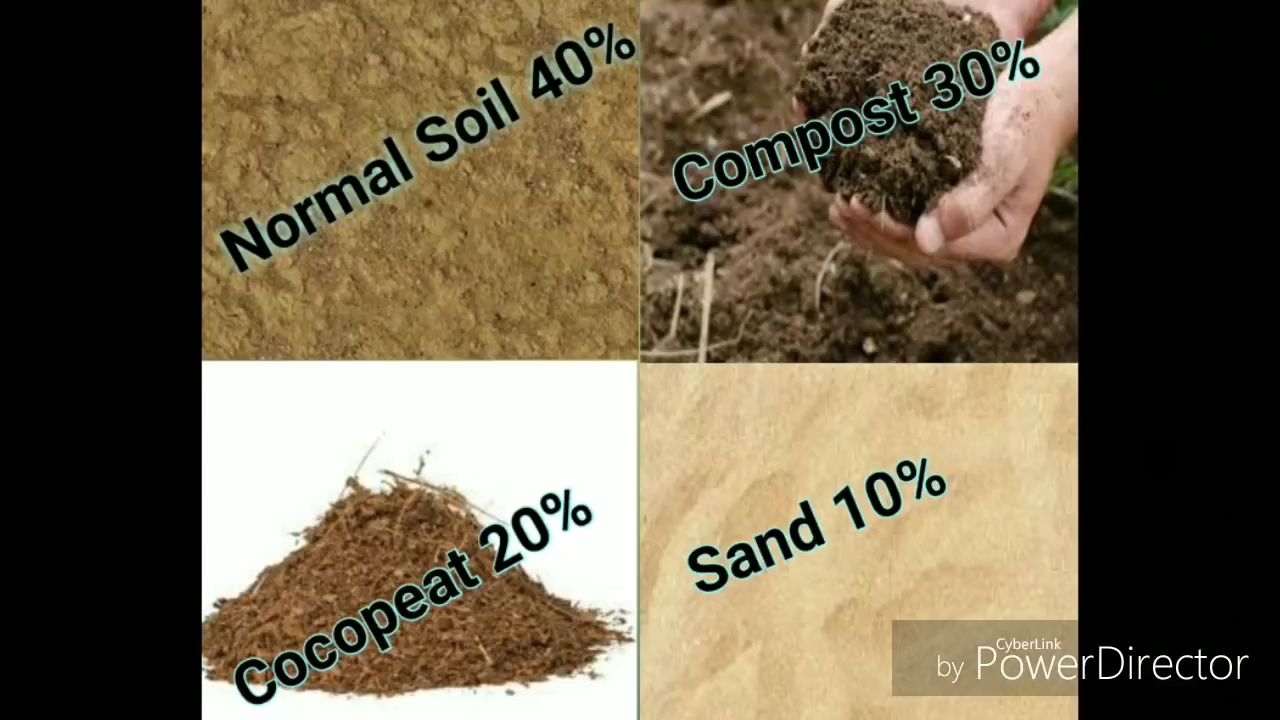 Normal Soil 40%
Compost 30%
Cocopeat 20%
Sand 10%
CyberLink
by PowerDirector